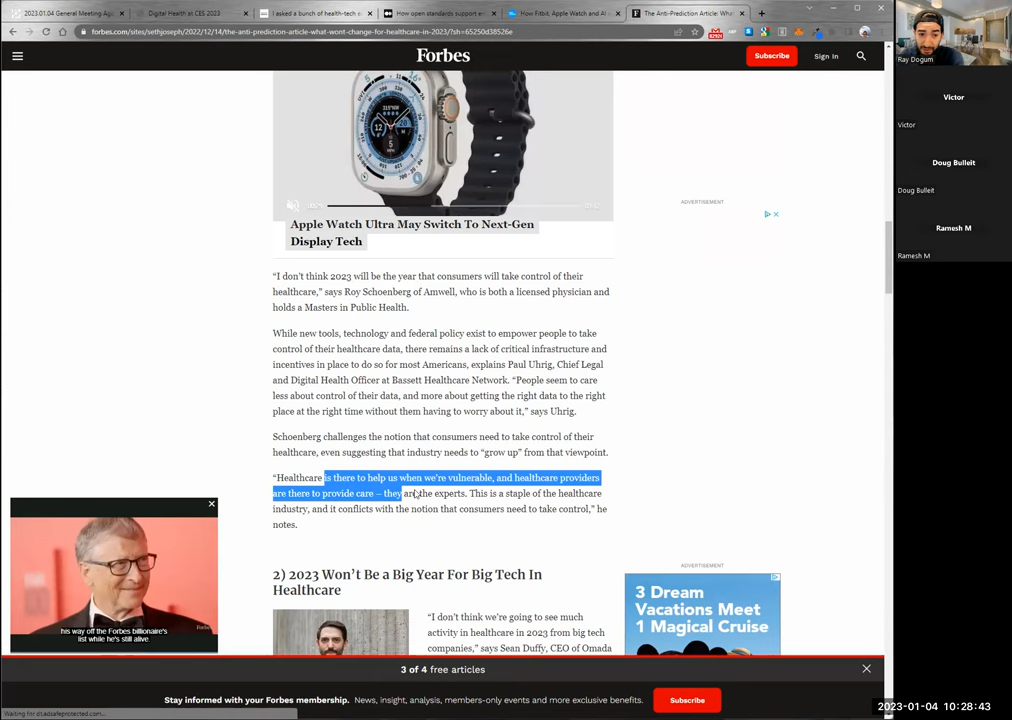 2023.01.04 General Meeting Age
Digital Health at CES 2023
I asked a bunch of health-tech e
How open standards support e
How Fitbit, Apple Watch and AI
The Anti-Prediction Article: Wha
forbes.com/sites/sethjoseph/2022/12/14/the-anti-prediction-article-what-wont-change-for-healthcare-in-2023/?sh=65250d83526e
Forbes
Subscribe
Sign In
Apple Watch Ultra May Switch To Next-Gen
Display Tech
ADVERTISEMENT
“I don’t think 2023 will be the year that consumers will take control of their
healthcare,” says Roy Schoenberg of Amwell, who is both a licensed physician and
holds a Masters in Public Health.
While new tools, technology and federal policy exist to empower people to take
control of their healthcare data, there remains a lack of critical infrastructure and
incentives in place to do so for most Americans, explains Paul Uhrig, Chief Legal
and Digital Health Officer at Bassett Healthcare Network. “People seem to care
less about control of their data, and more about getting the right data to the right
place at the right time without them having to worry about it,” says Uhrig.
Schoenberg challenges the notion that consumers need to take control of their
healthcare, even suggesting that industry needs to “grow up” from that viewpoint.
“Healthcare is there to help us when we’re vulnerable, and healthcare providers
are there to provide care – they are the experts. This is a staple of the healthcare
industry, and it conflicts with the notion that consumers need to take control,” he
notes.
2) 2023 Won’t Be a Big Year For Big Tech In
Healthcare
“I don’t think we’re going to see much
activity in healthcare in 2023 from big tech
companies,” says Sean Duffy, CEO of Omada
ADVERTISEMENT
3 Dream
Vacations Meet
1 Magical Cruise
his way off the Forbes billionaire's
list while he's still alive.
Forbes
3 of 4 free articles
Stay informed with your Forbes membership. News, insight, analysis, members-only events and more exclusive benefits.
Subscribe
Ray Dogum
Victor
Victor
Doug Bulleit
Doug Bulleit
Ramesh M
Ramesh M
2023-01-04 10:28:43